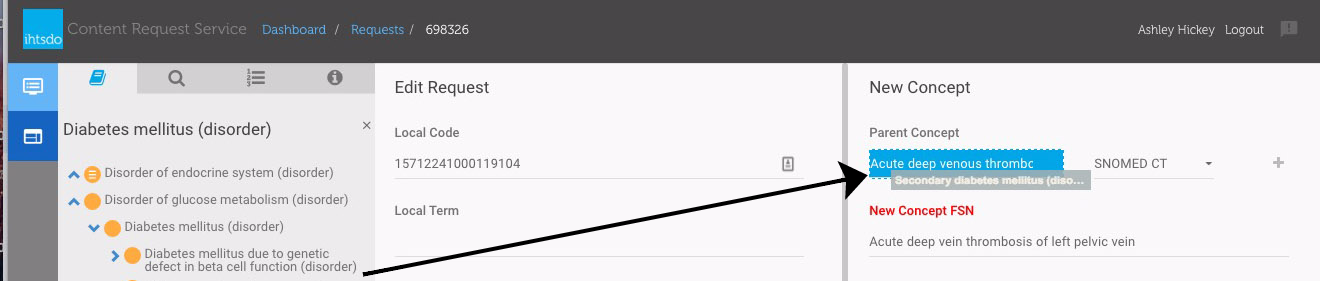 ihtsdo Content Request Service Dashboard / Requests / 698326 Ashley Hickey Logout
Diabetes mellitus (disorder) ×
Disorder of endocrine system (disorder)
Disorder of glucose metabolism (disorder)
Diabetes mellitus (disorder)
Diabetes mellitus due to genetic
defect in beta cell function (disorder)
Edit Request
Local Code
15712241000119104
Local Term
New Concept
Parent Concept
Acute deep venous thrombo SNOMED CT +
Secondary diabetes mellitus (diso...
New Concept FSN
Acute deep vein thrombosis of left pelvic vein